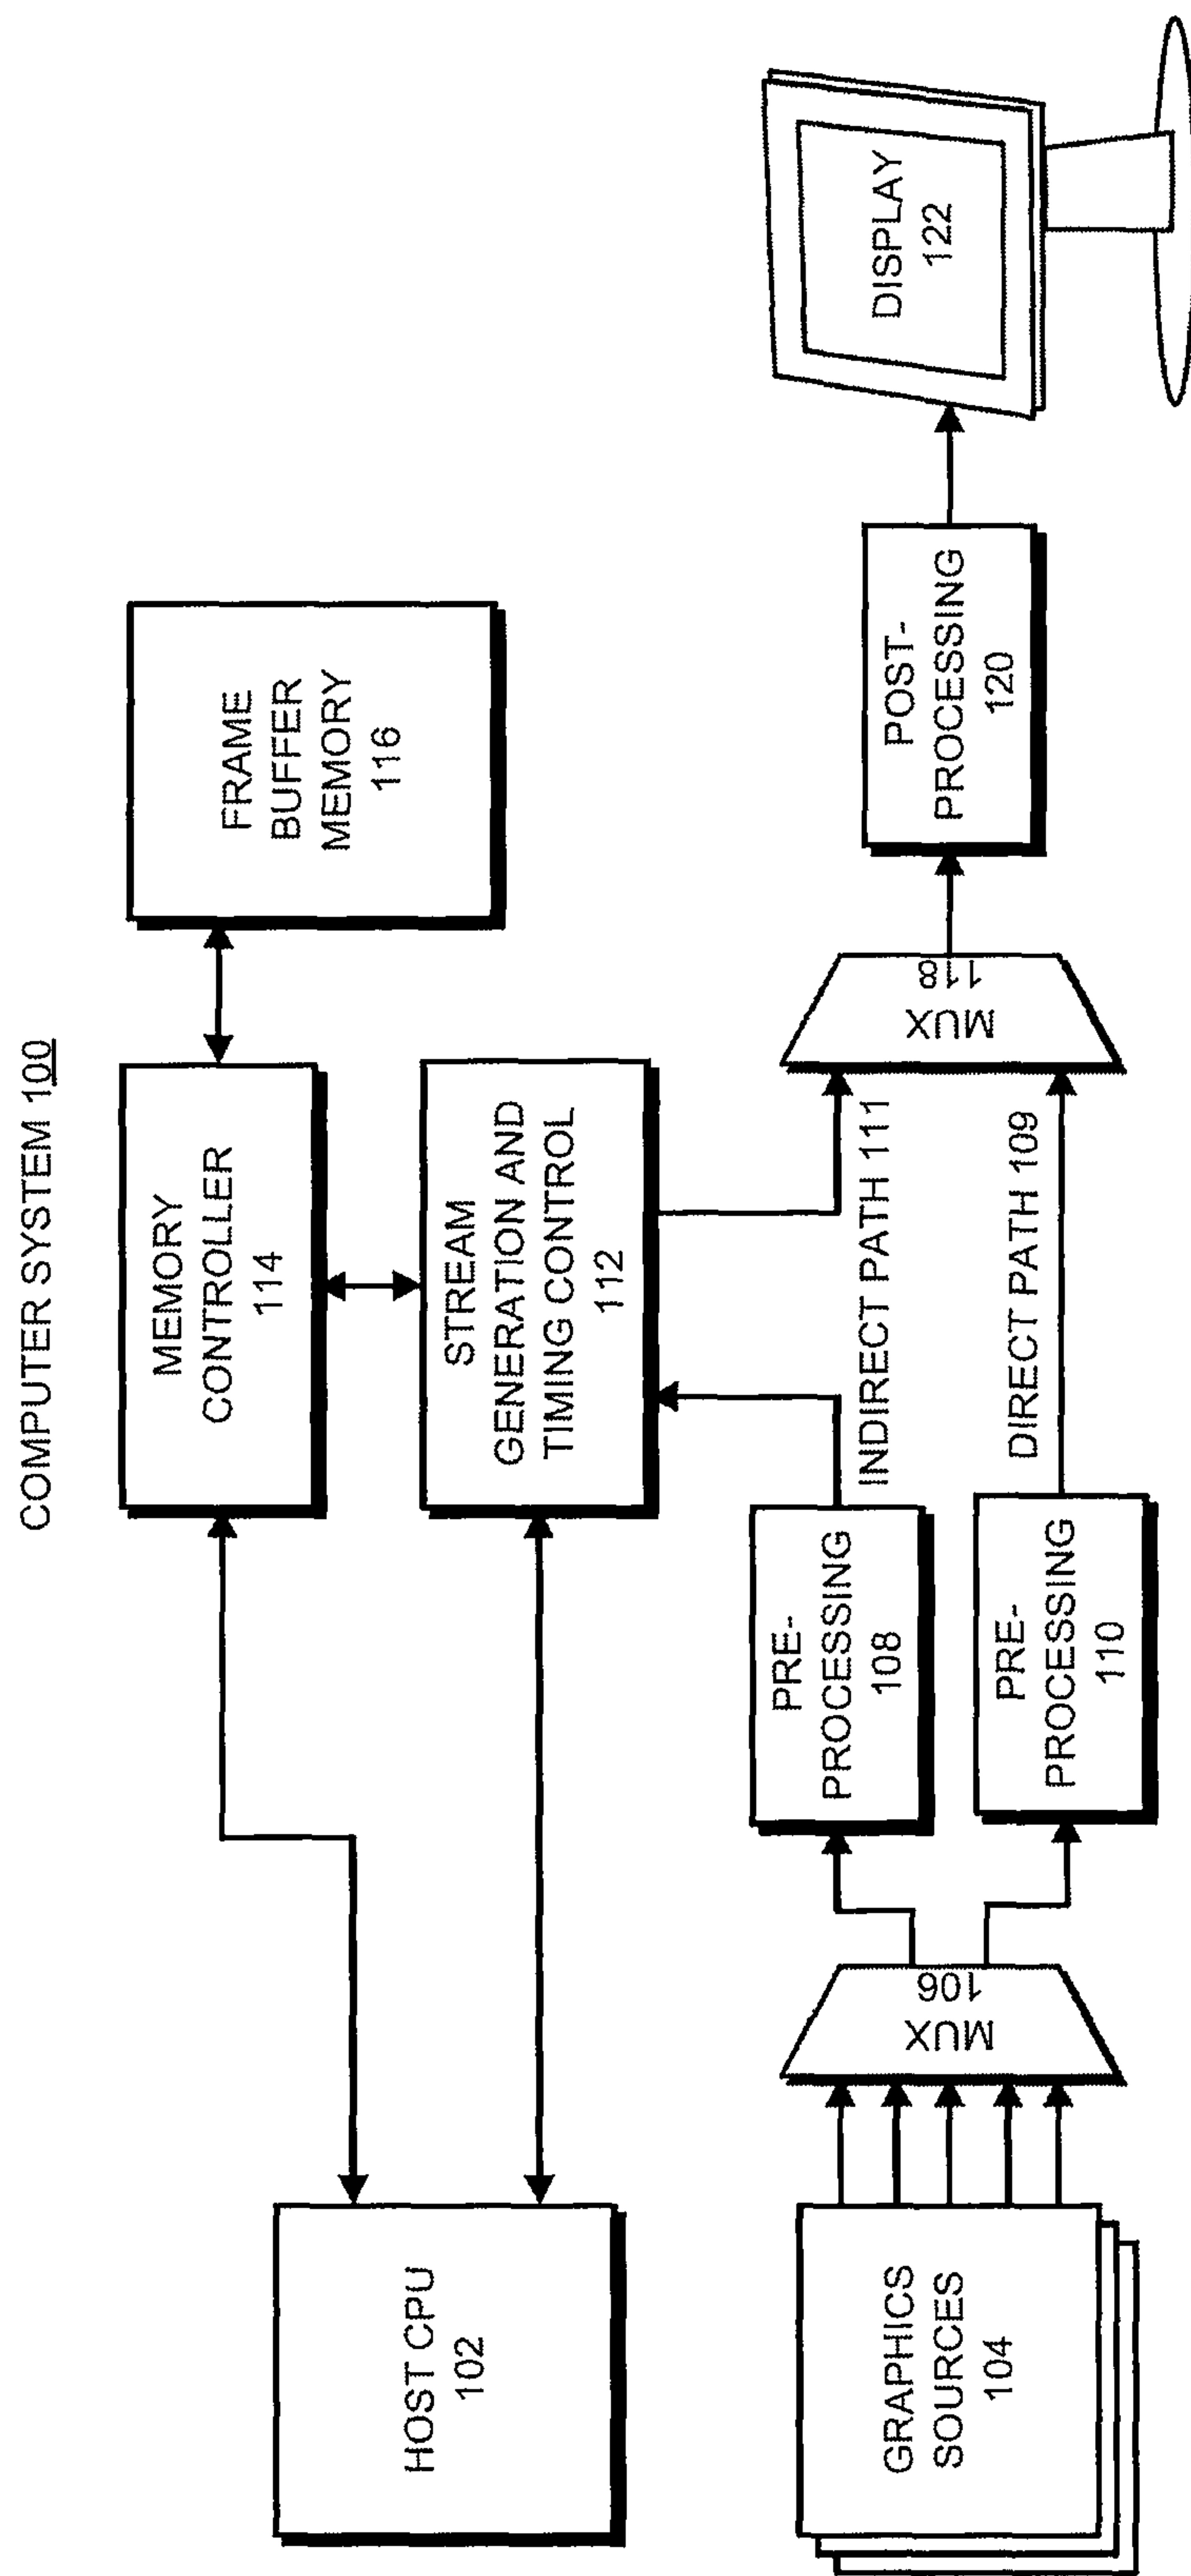 COMPUTER SYSTEM 100
HOST CPU
102
MEMORY
CONTROLLER
114
FRAME
BUFFER
MEMORY
116
STREAM
GENERATION AND
TIMING CONTROL
112
GRAPHICS
SOURCES
104
MUX
106
PRE-
PROCESSING
108
PRE-
PROCESSING
110
INDIRECT PATH 111
DIRECT PATH 109
MUX
118
POST-
PROCESSING
120
DISPLAY
122